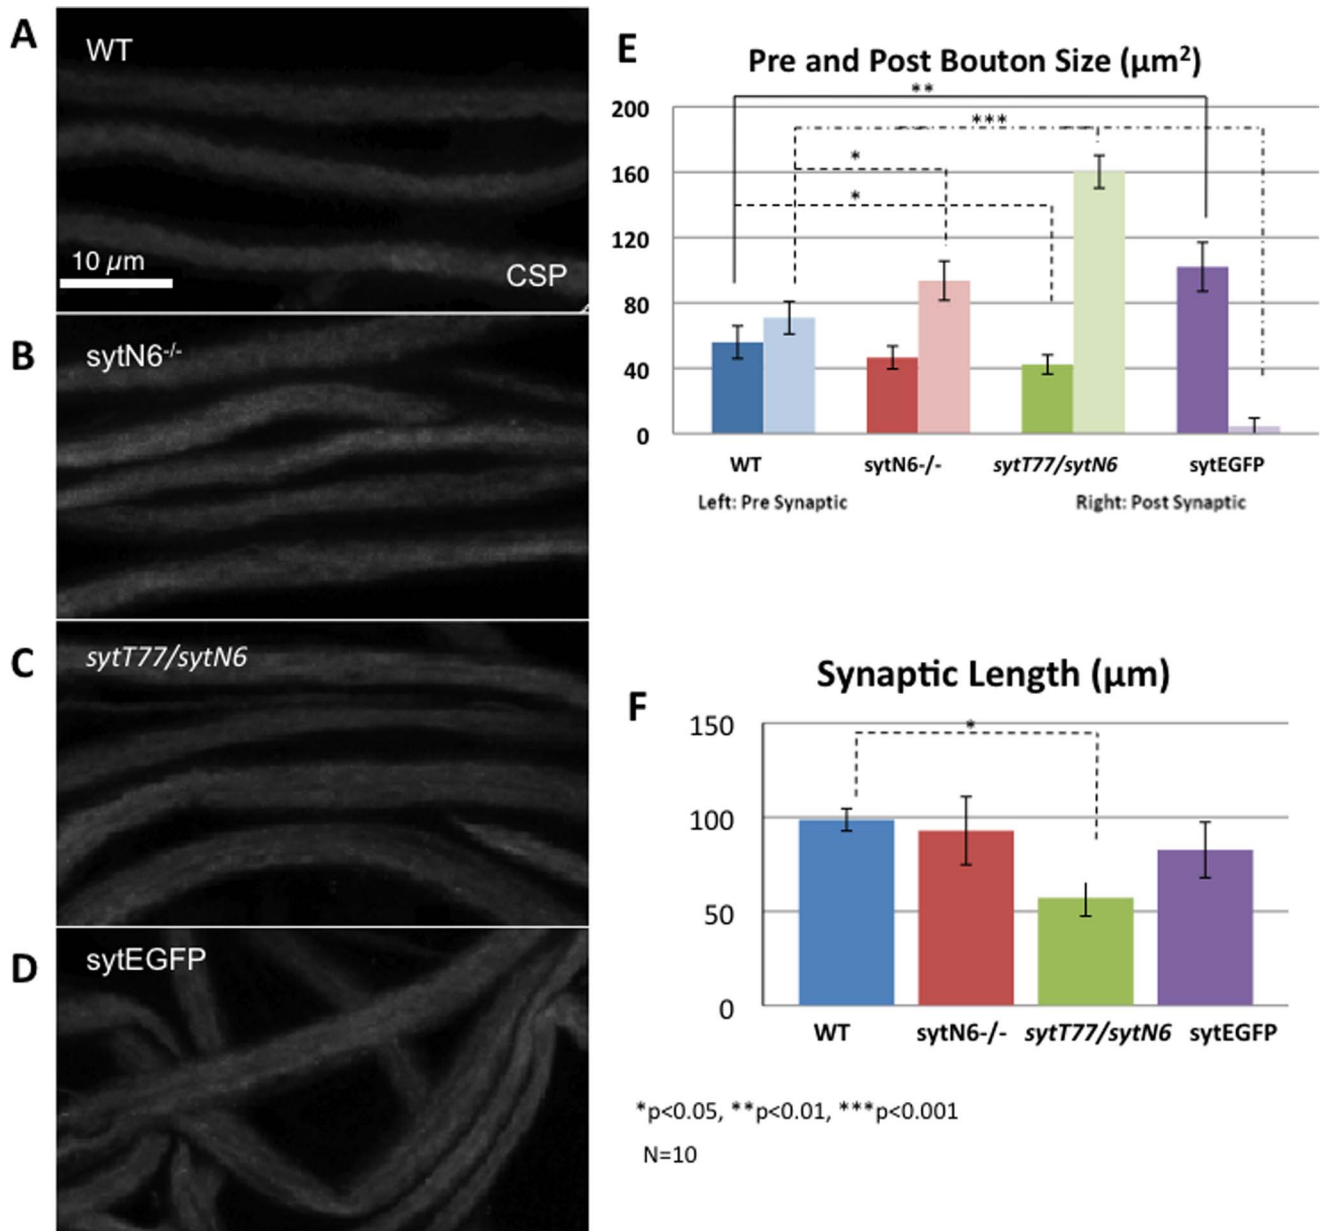 A
WT
10 µm
CSP
B
sytN6-/-
C
sytT77/sytN6
D
sytEGFP
E
Pre and Post Bouton Size (µm²)
**
***
*
*
200
160
120
80
40
0
WT sytN6-/- sytT77/sytN6 sytEGFP
Left: Pre Synaptic Right: Post Synaptic
F
Synaptic Length (µm)
*
150
100
50
0
WT sytN6-/- sytT77/sytN6 sytEGFP
*p<0.05, **p<0.01, ***p<0.001
N=10